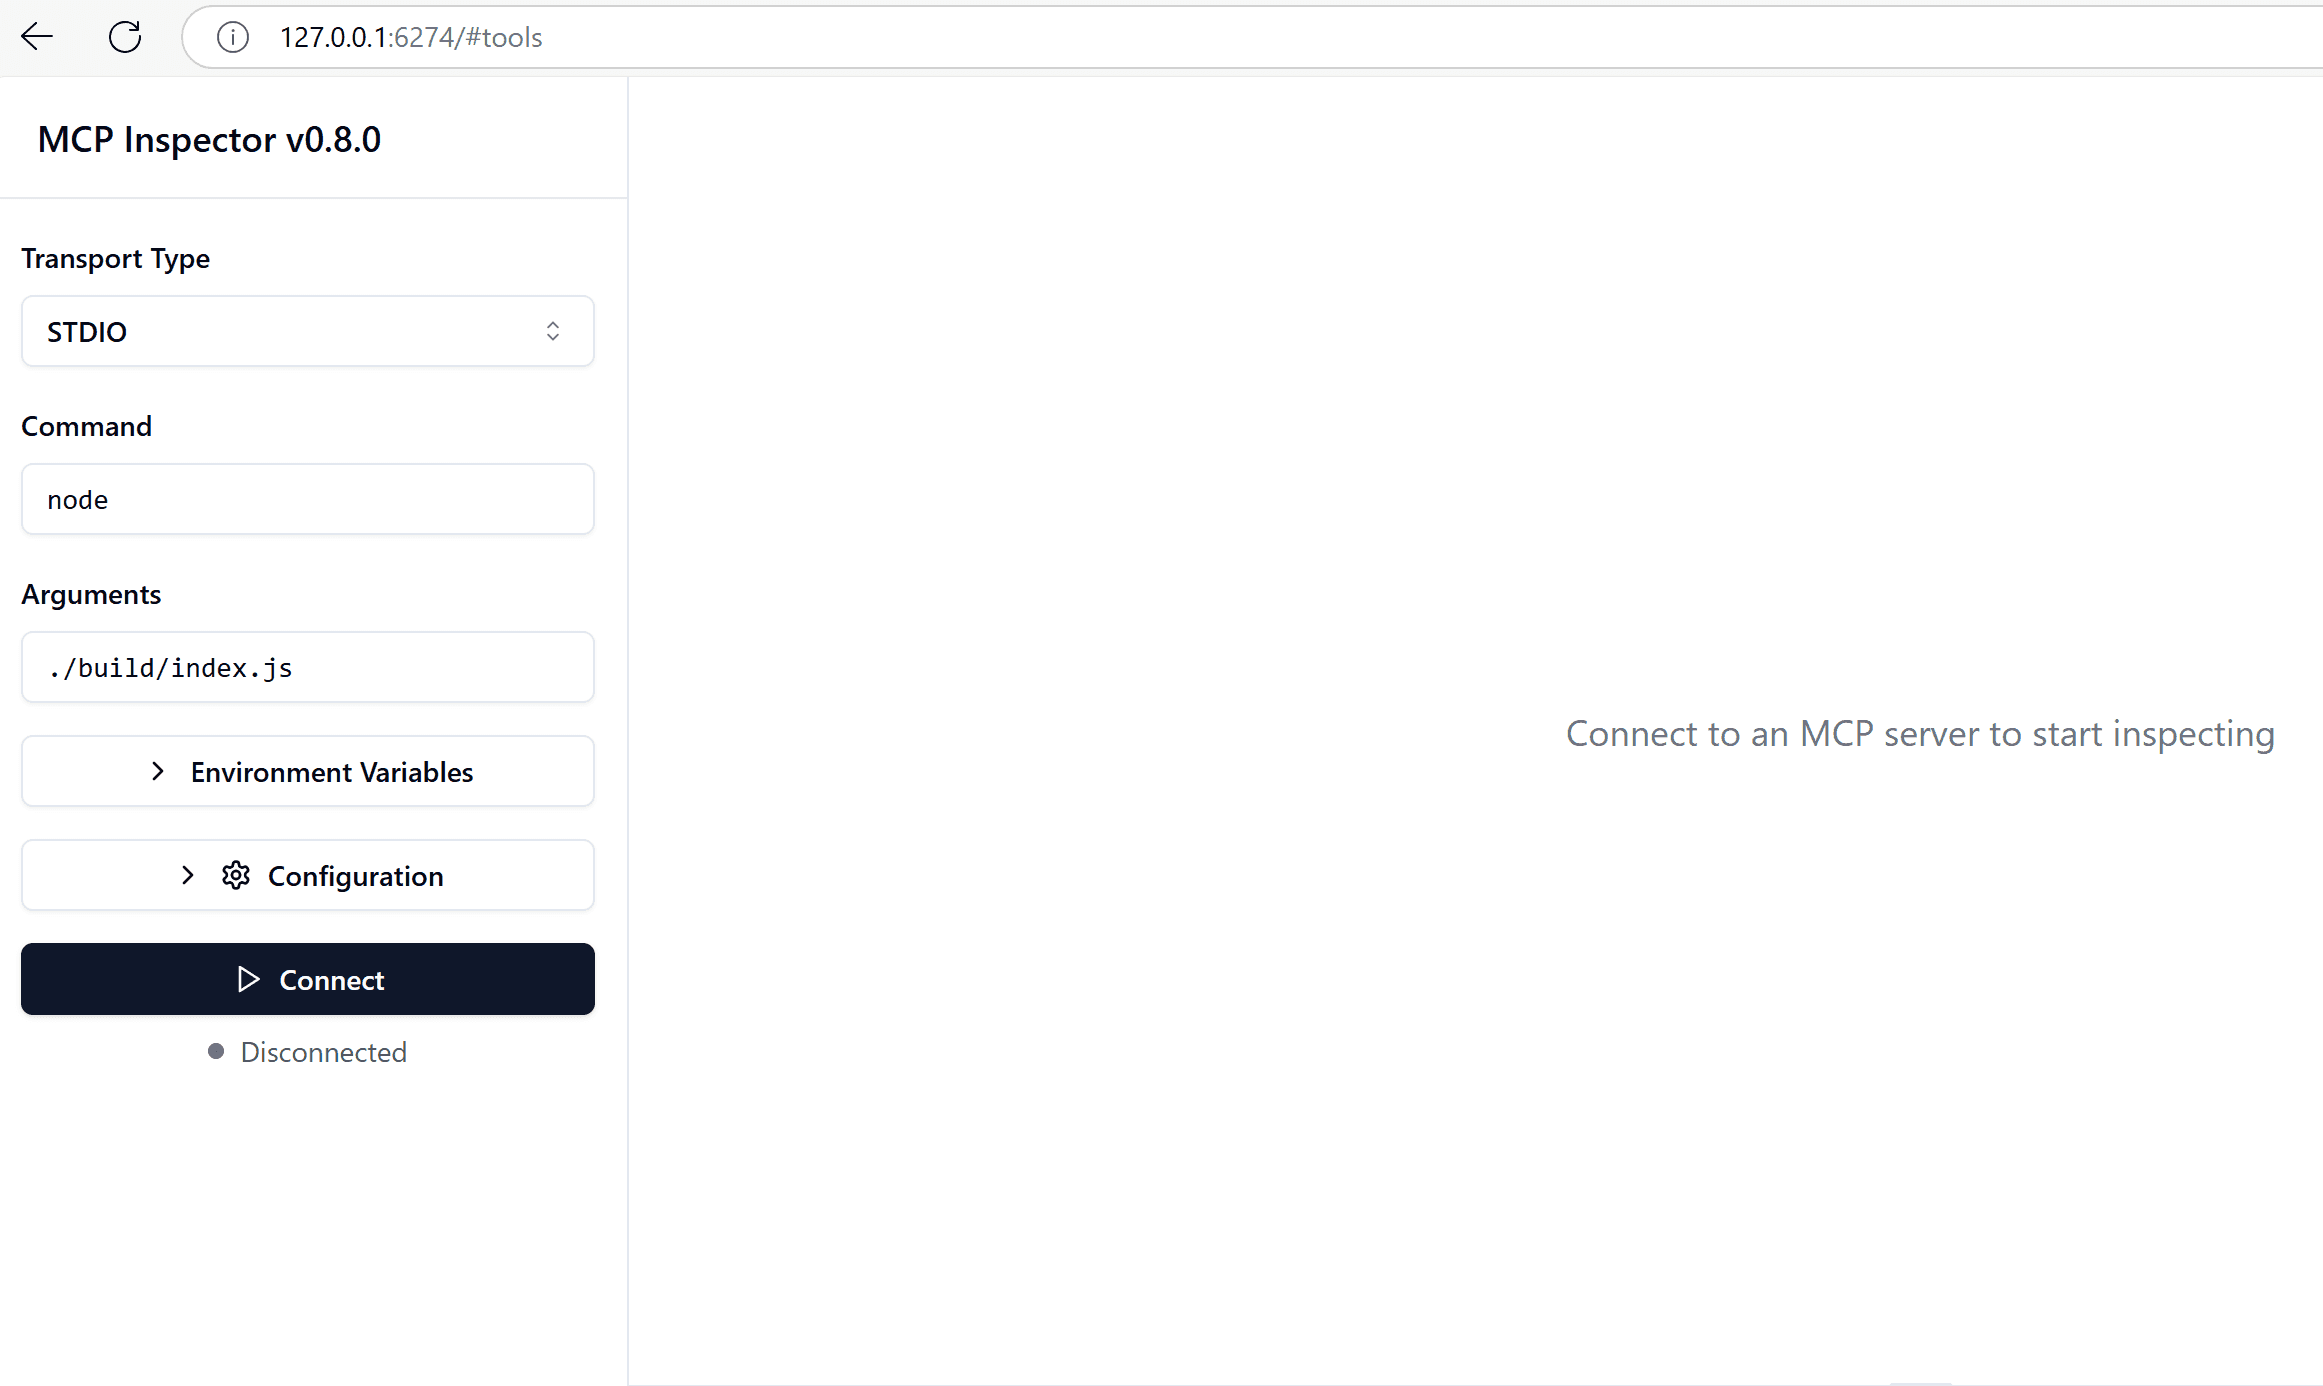 127.0.0.1:6274/#tools
MCP Inspector v0.8.0
Transport Type
STDIO
Command
node
Arguments
./build/index.js
Environment Variables
Configuration
Connect
Disconnected
Connect to an MCP server to start inspecting